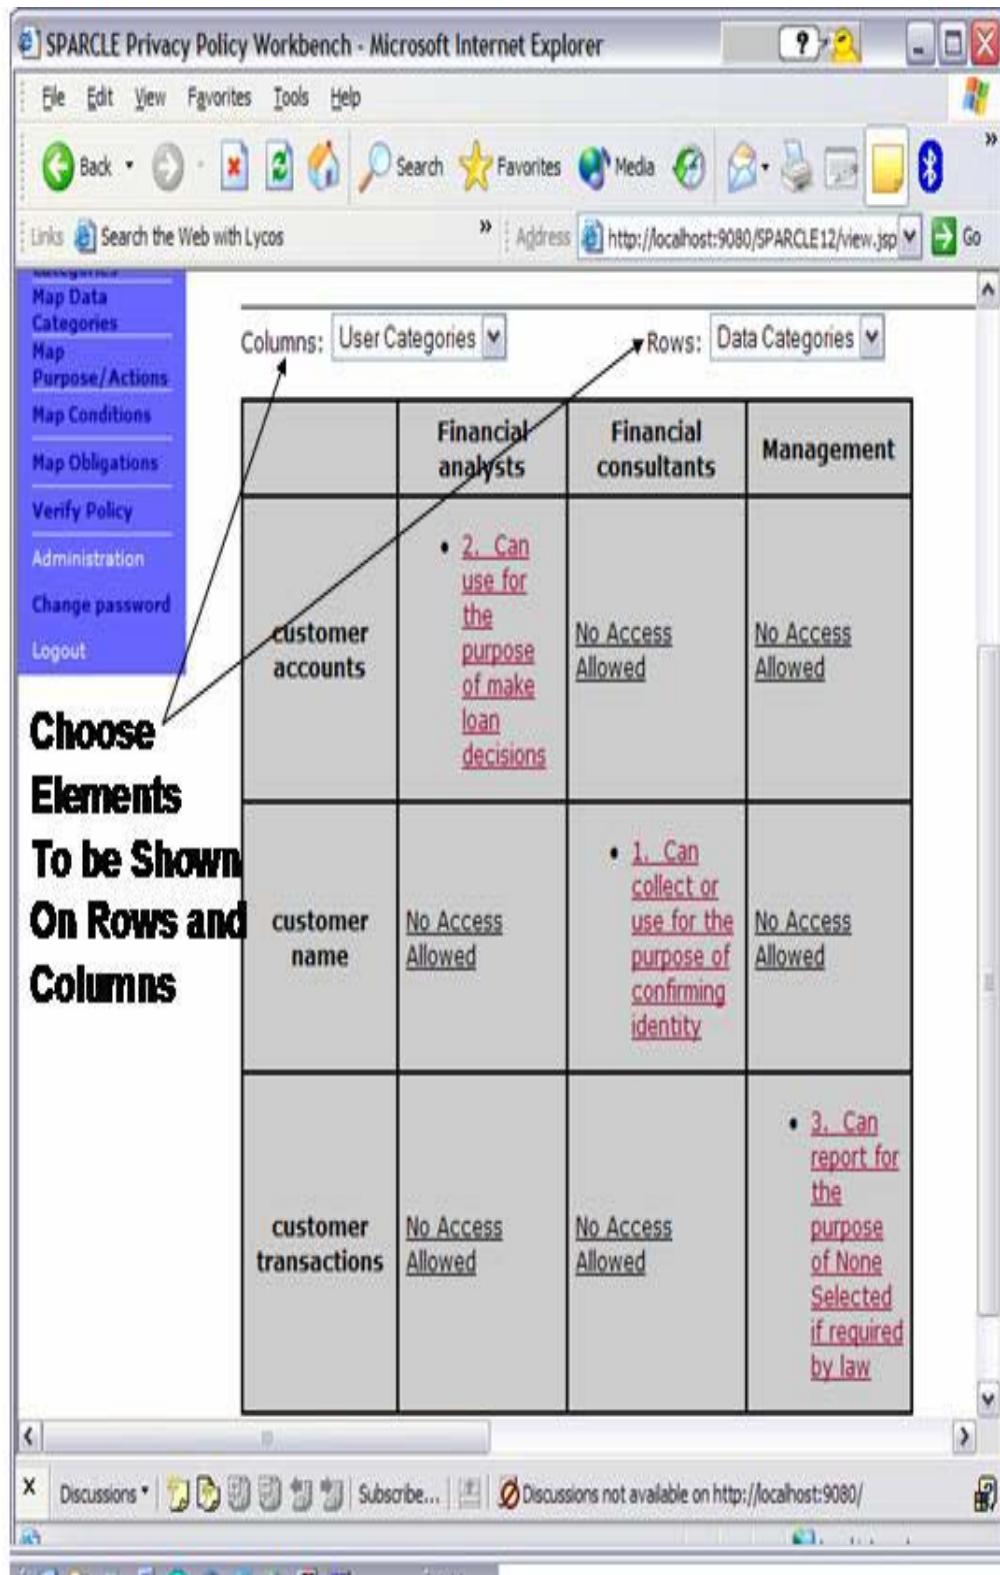 SPARCLE Privacy Policy Workbench - Microsoft Internet Explorer
File Edit View Favorites Tools Help
Back Search Favorites Media
Links Search the Web with Lycos » Address http://localhost:9080/SPARCLE12/view.jsp Go
Categories
Map Data
Categories
Map
Purpose/Actions
Map Conditions
Map Obligations
Verify Policy
Administration
Change password
Logout
Columns: User Categories Rows: Data Categories
Choose
Elements
To be Shown
On Rows and
Columns
Financial
analysts
Financial
consultants
Management
customer
accounts
• 2. Can
use for
the
purpose
of make
loan
decisions
No Access
Allowed
No Access
Allowed
customer
name
No Access
Allowed
• 1. Can
collect or
use for the
purpose of
confirming
identity
No Access
Allowed
customer
transactions
No Access
Allowed
No Access
Allowed
• 3. Can
report for
the
purpose
of None
Selected
if required
by law
X Discussions Subscribe... Discussions not available on http://localhost:9080/